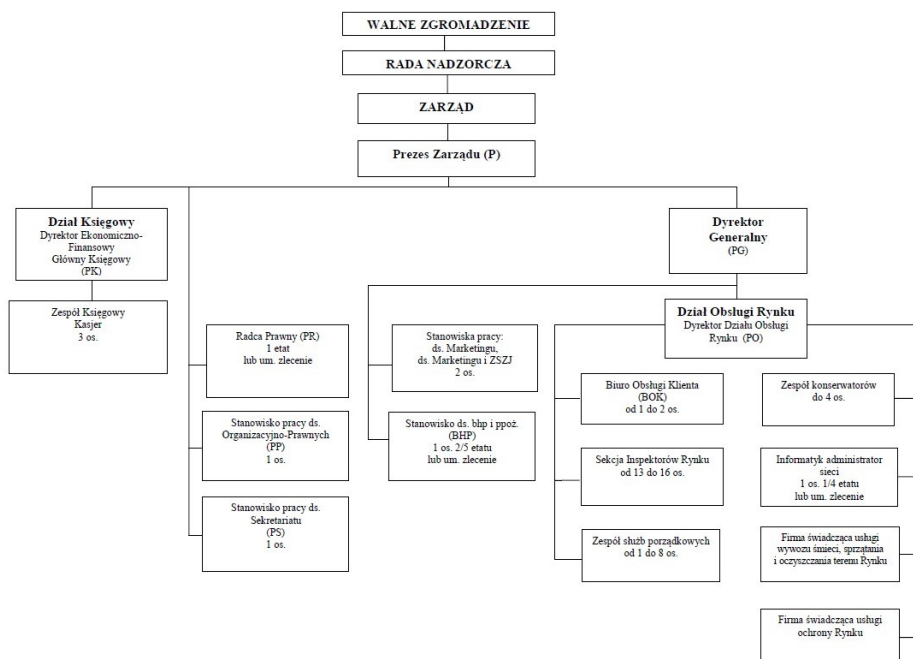 WALNE ZGROMADZENIE
RADA NADZORCZA
ZARZĄD
Prezes Zarządu (P)
Dział Księgowy
Dyrektor Ekonomiczno-
Finansowy
Główny Księgowy
(PK)
Zespół Księgowy
Kasjer
3 os.
Radca Prawny (PR)
1 etat
lub um. zlecenie
Stanowisko pracy ds.
Organizacyjno-Prawnych
(PP)
1 os.
Stanowisko pracy ds.
Sekretariatu
(PS)
1 os.
Dyrektor
Generalny
(PG)
Stanowiska pracy:
ds. Marketingu,
ds. Marketingu i ZSZJ
2 os.
Stanowisko ds. bhp i ppoż.
(BHP)
1 os. 2/5 etatu
lub um. zlecenie
Dział Obsługi Rynku
Dyrektor Działu Obsługi
Rynku (PO)
Biuro Obsługi Klienta
(BOK)
od 1 do 2 os.
Sekcja Inspektorów Rynku
od 13 do 16 os.
Zespół służb porządkowych
od 1 do 8 os.
Zespół konserwatorów
do 4 os.
Informatyk administrator
sieci
1 os. 1/4 etatu
lub um. zlecenie
Firma świadcząca usługi
wywozu śmieci, sprzątania
i oczyszczania terenu Rynku
Firma świadcząca usługi
ochrony Rynku